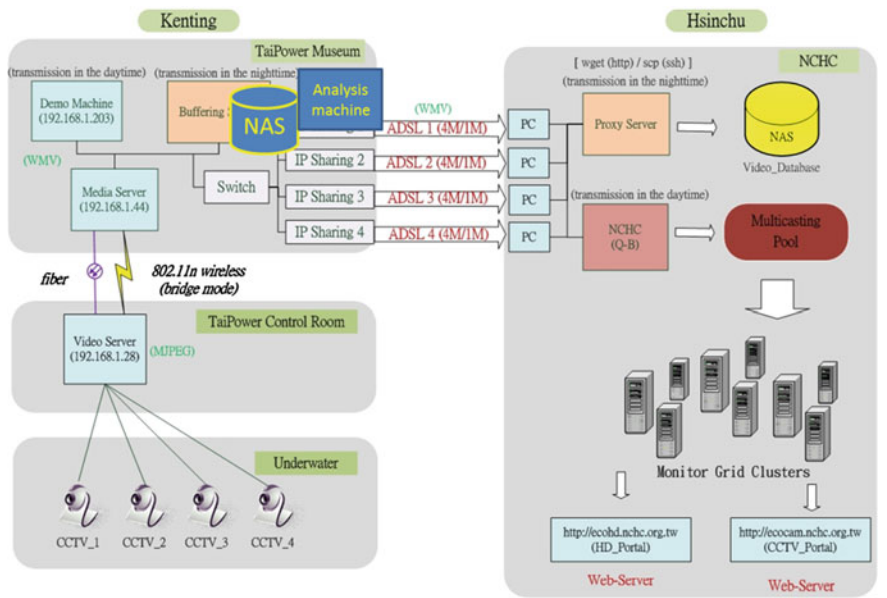 Kenting
Hsinchu
TaiPower Museum
(transmission in the daytime)
(transmission in the nighttime)
Demo Machine
(192.168.1.203)
Buffering
NAS
Analysis
machine
(WMV)
(WMV)
Media Server
(192.168.1.44)
Switch
IP Sharing 2
IP Sharing 3
IP Sharing 4
ADSL 1 (4M/1M)
ADSL 2 (4M/1M)
ADSL 3 (4M/1M)
ADSL 4 (4M/1M)
fiber
802.11n wireless
(bridge mode)
TaiPower Control Room
Video Server
(192.168.1.28)
(MJPEG)
Underwater
CCTV_1
CCTV_2
CCTV_3
CCTV_4
NCHC
[ wget (http) / scp (ssh) ]
(transmission in the nighttime)
PC
PC
PC
PC
Proxy Server
NAS
Video_Database
(transmission in the daytime)
NCHC
(Q-B)
Multicasting
Pool
Monitor Grid Clusters
http://ecohd.nchc.org.tw
(HD_Portal)
Web-Server
http://ecocam.nchc.org.tw
(CCTV_Portal)
Web-Server